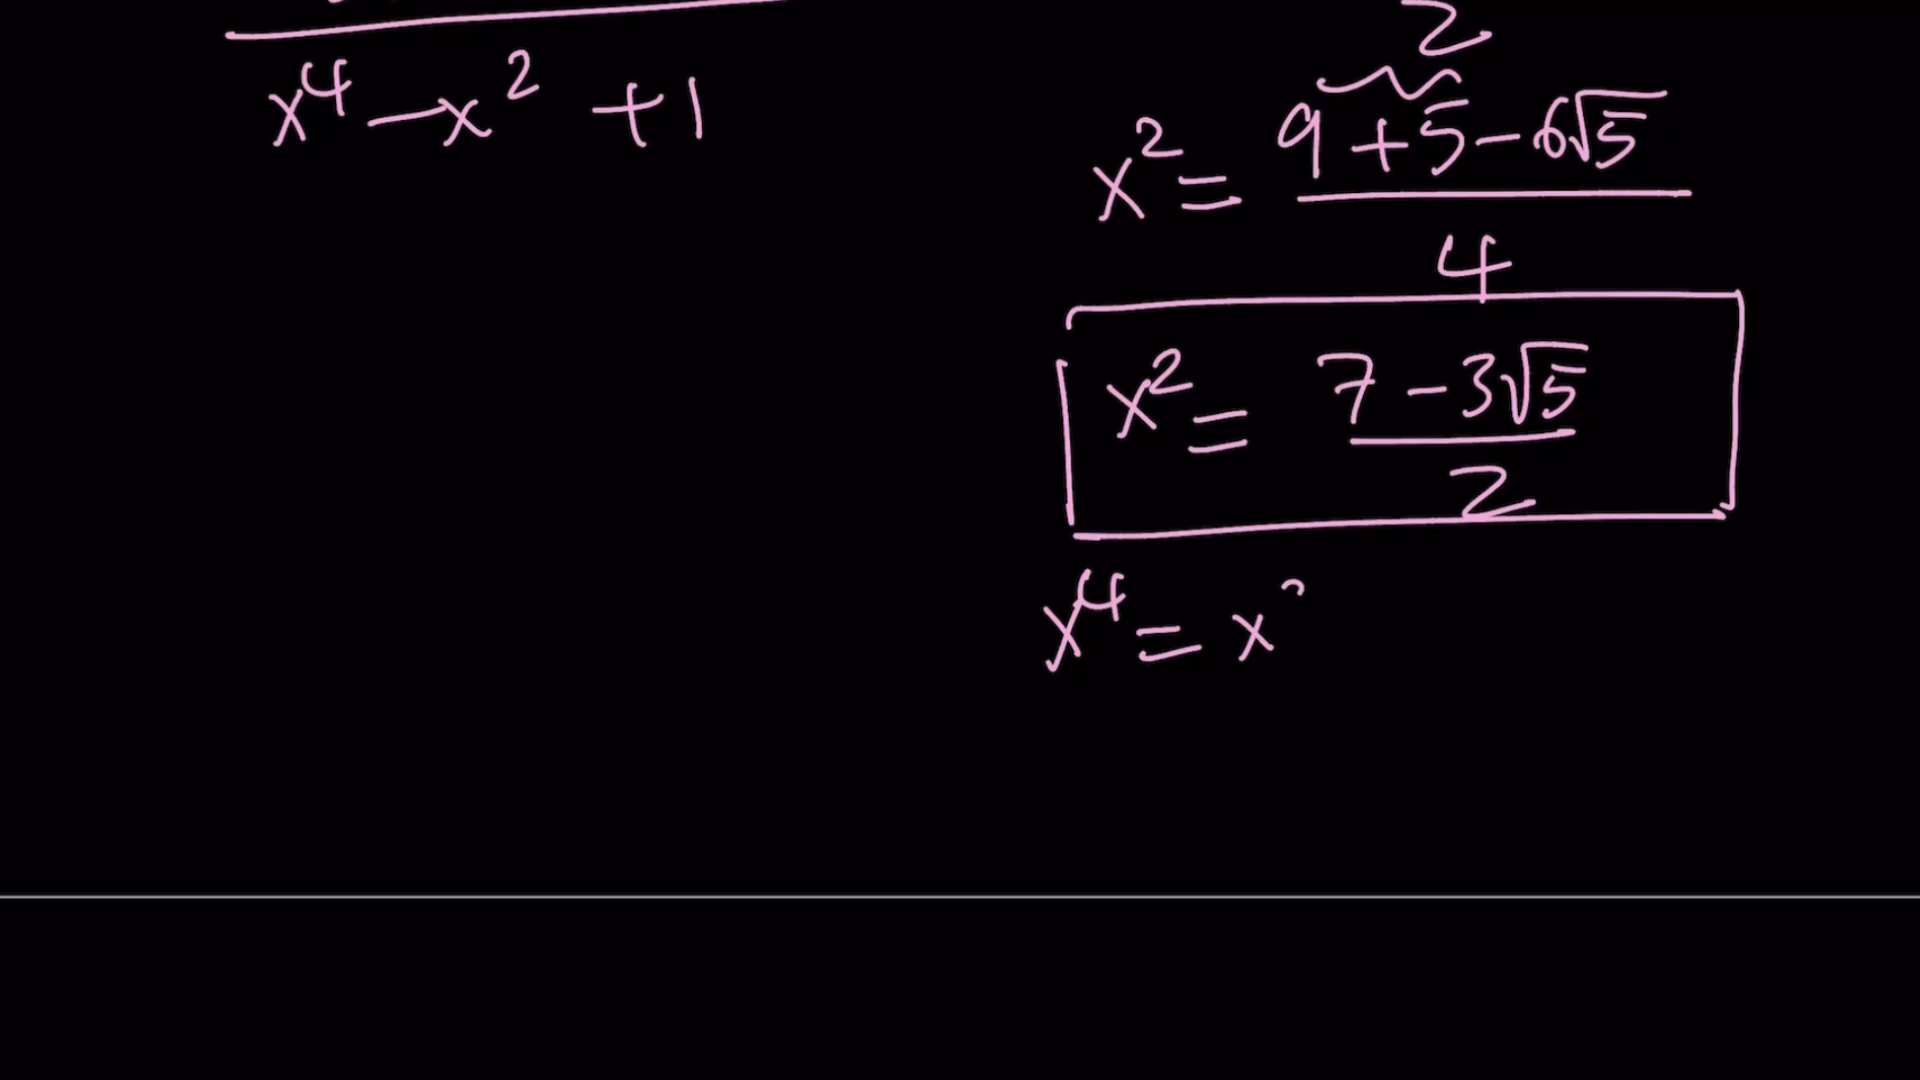 x⁴ - x² + 1
2
x² = (9 + 5 - 6√5) / 4
x² = (7 - 3√5) / 2
x⁴ = x